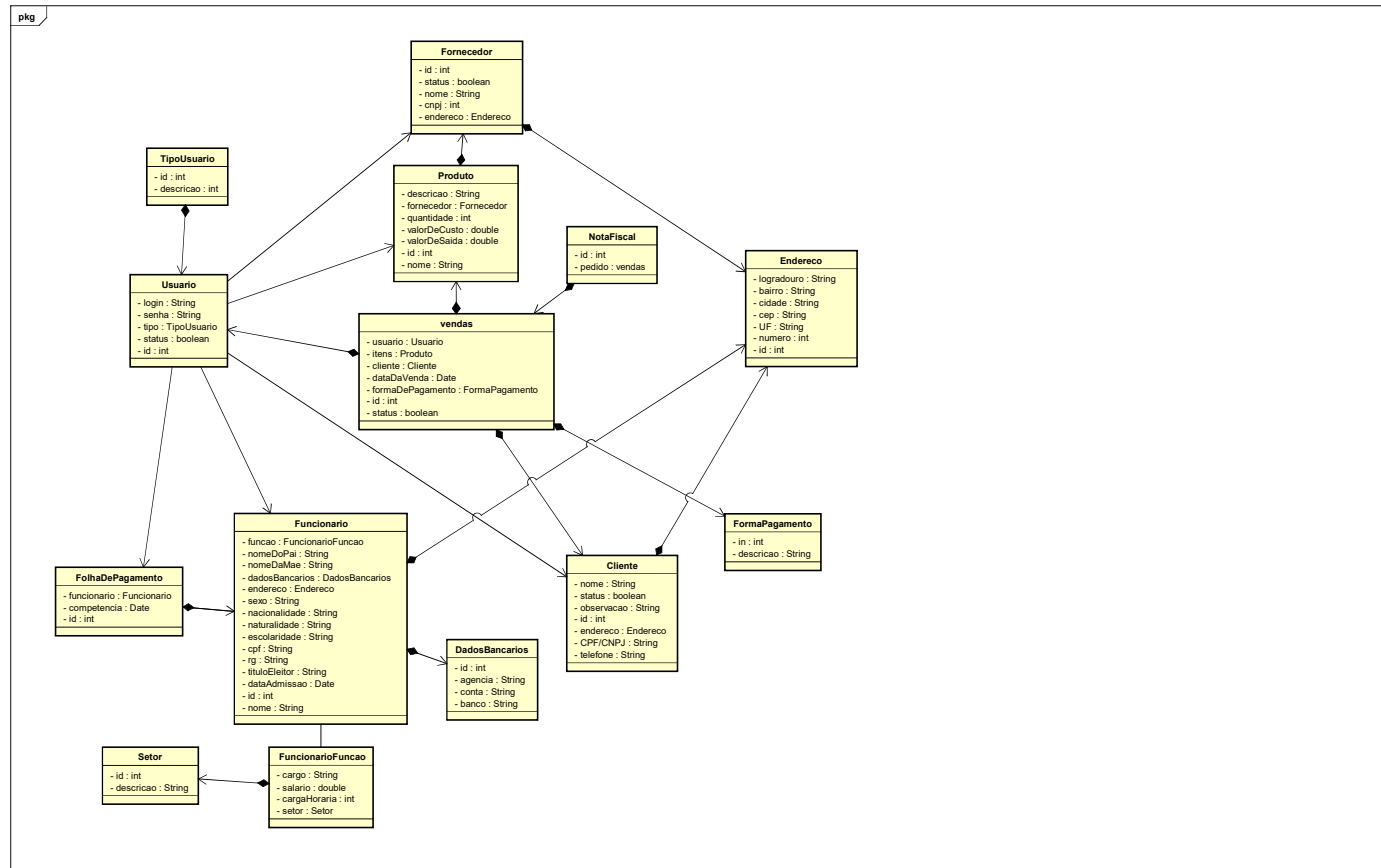 pkg
Fornecedor
- id : int
- status : boolean
- nome : String
- cnpj : int
- endereco : Endereco
TipoUsuario
- id : int
- descricao : int
Produto
- descricao : String
- fornecedor : Fornecedor
- quantidade : int
- valorDeCusto : double
- valorDeSaida : double
- id : int
- nome : String
NotaFiscal
- id : int
- pedido : vendas
Endereco
- logradouro : String
- bairro : String
- cidade : String
- cep : String
- UF : String
- numero : int
- id : int
Usuario
- login : String
- senha : String
- tipo : TipoUsuario
- status : boolean
- id : int
vendas
- usuario : Usuario
- itens : Produto
- cliente : Cliente
- dataDaVenda : Date
- formaDePagamento : FormaPagamento
- id : int
- status : boolean
Funcionario
- funcao : FuncionarioFuncao
- nomeDoPai : String
- nomeDaMae : String
- dadosBancarios : DadosBancarios
- endereco : Endereco
- sexo : String
- nacionalidade : String
- naturalidade : String
- escolaridade : String
- cpf : String
- rg : String
- tituloEleitor : String
- dataAdmissao : Date
- id : int
- nome : String
FormaPagamento
- in : int
- descricao : String
FolhaDePagamento
- funcionario : Funcionario
- competencia : Date
- id : int
Cliente
- nome : String
- status : boolean
- observacao : String
- id : int
- endereco : Endereco
- CPF/CNPJ : String
- telefone : String
DadosBancarios
- id : int
- agencia : String
- conta : String
- banco : String
Setor
- id : int
- descricao : String
FuncionarioFuncao
- cargo : String
- salario : double
- cargaHoraria : int
- setor : Setor